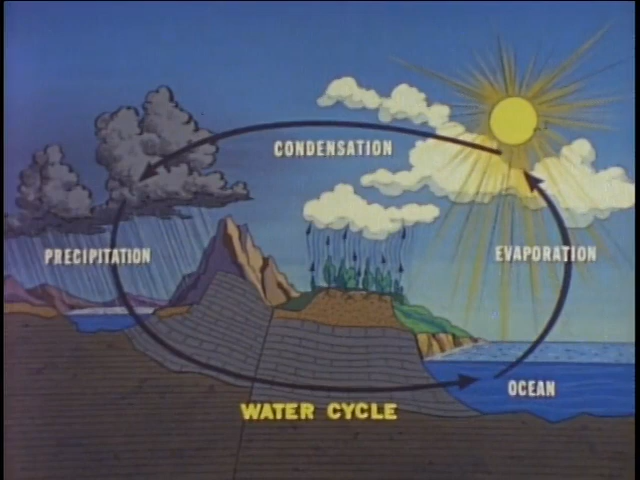 CONDENSATION
PRECIPITATION
EVAPORATION
OCEAN
WATER CYCLE